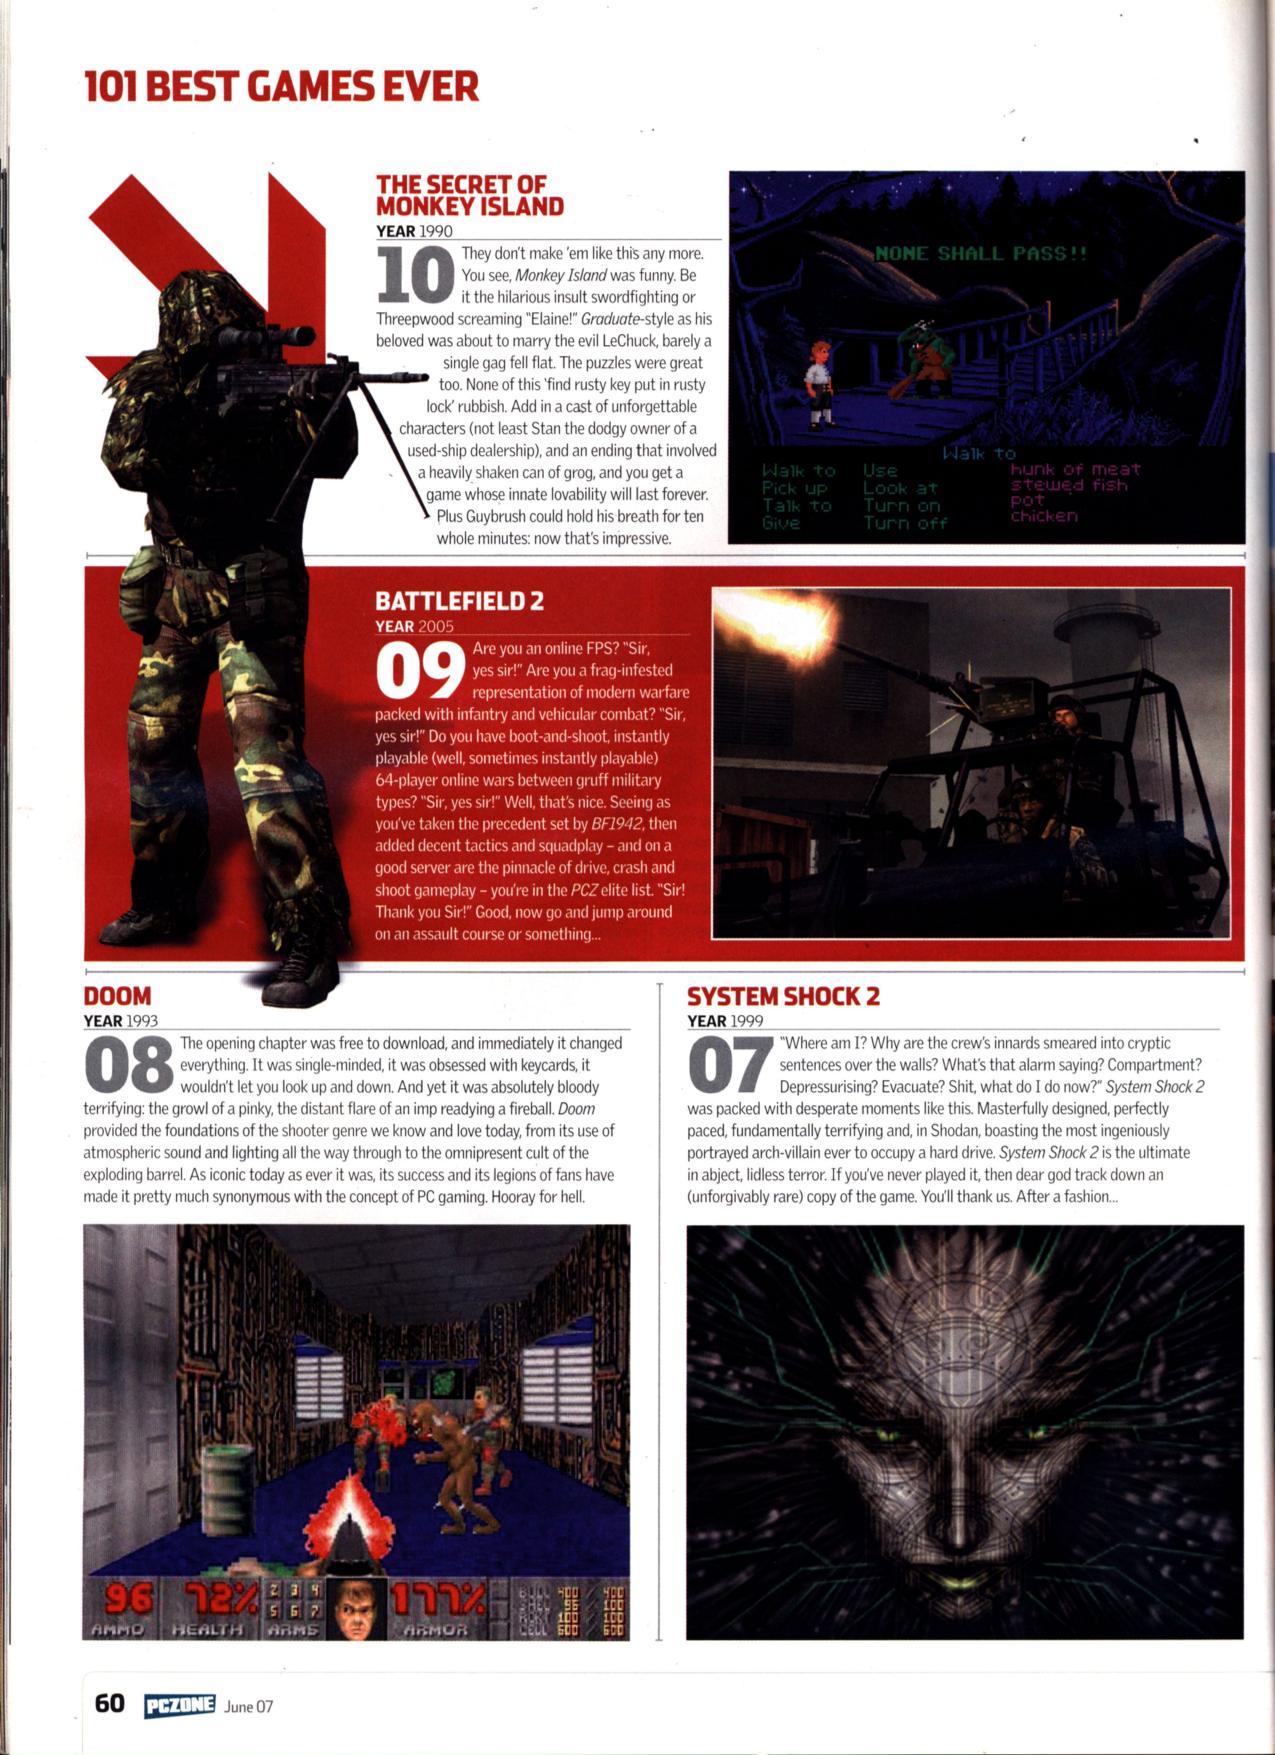 101 BEST GAMES EVER
THE SECRET OF
MONKEY ISLAND
YEAR 1990
10
They don't make 'em like this any more.
You see, Monkey Island was funny. Be
it the hilarious insult swordfighting or
Threepwood screaming "Elaine!" Graduate-style as his
beloved was about to marry the evil LeChuck, barely a
single gag fell flat. The puzzles were great
too. None of this 'find rusty key put in rusty
lock' rubbish. Add in a cast of unforgettable
characters (not least Stan the dodgy owner of a
used-ship dealership), and an ending that involved
a heavily shaken can of grog, and you get a
game whose innate lovability will last forever.
Plus Guybrush could hold his breath for ten
whole minutes: now that's impressive.
NONE SHALL PASS!!
Walk to
Walk to Use hunk of meat
Pick up Look at stewed fish
Talk to Turn on pot
Give Turn off chicken
BATTLEFIELD 2
YEAR 2005
09
Are you an online FPS? "Sir,
yes sir!" Are you a frag-infested
representation of modern warfare
packed with infantry and vehicular combat? "Sir,
yes sir!" Do you have boot-and-shoot, instantly
playable (well, sometimes instantly playable)
64-player online wars between gruff military
types? "Sir, yes sir!" Well, that's nice. Seeing as
you've taken the precedent set by BF1942, then
added decent tactics and squadplay – and on a
good server are the pinnacle of drive, crash and
shoot gameplay – you're in the PCZ elite list. "Sir!
Thank you Sir!" Good, now go and jump around
on an assault course or something...
DOOM
YEAR 1993
08
The opening chapter was free to download, and immediately it changed
everything. It was single-minded, it was obsessed with keycards, it
wouldn't let you look up and down. And yet it was absolutely bloody
terrifying: the growl of a pinky, the distant flare of an imp readying a fireball. Doom
provided the foundations of the shooter genre we know and love today, from its use of
atmospheric sound and lighting all the way through to the omnipresent cult of the
exploding barrel. As iconic today as ever it was, its success and its legions of fans have
made it pretty much synonymous with the concept of PC gaming. Hooray for hell.
96 72% 2 3 4 177% BULL 400 / 400
5 6 7 SHEL 100
RCKT 100 / 100
AMMO HEALTH ARMS ARMOR CELL 600 / 600
SYSTEM SHOCK 2
YEAR 1999
07
"Where am I? Why are the crew's innards smeared into cryptic
sentences over the walls? What's that alarm saying? Compartment?
Depressurising? Evacuate? Shit, what do I do now?" System Shock 2
was packed with desperate moments like this. Masterfully designed, perfectly
paced, fundamentally terrifying and, in Shodan, boasting the most ingeniously
portrayed arch-villain ever to occupy a hard drive. System Shock 2 is the ultimate
in abject, lidless terror. If you've never played it, then dear god track down an
(unforgivably rare) copy of the game. You'll thank us. After a fashion...
60 PCZONE June 07